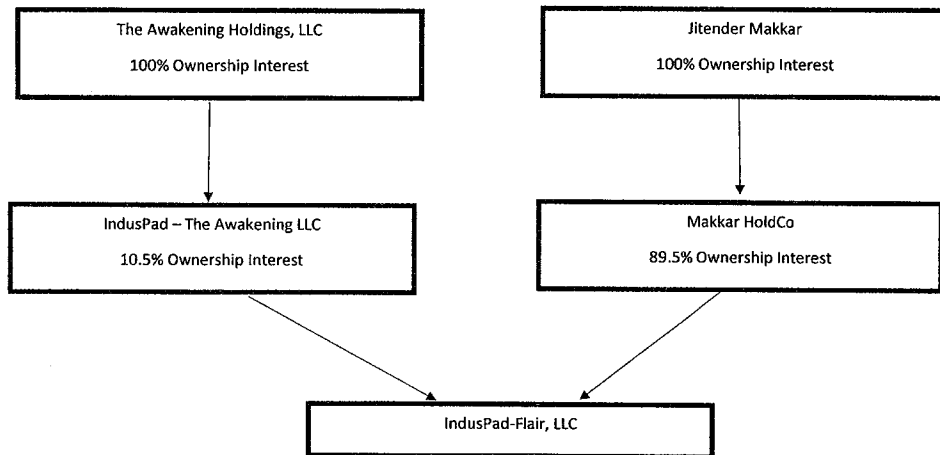 The Awakening Holdings, LLC
100% Ownership Interest
Jitender Makkar
100% Ownership Interest
IndusPad – The Awakening LLC
10.5% Ownership Interest
Makkar HoldCo
89.5% Ownership Interest
IndusPad-Flair, LLC